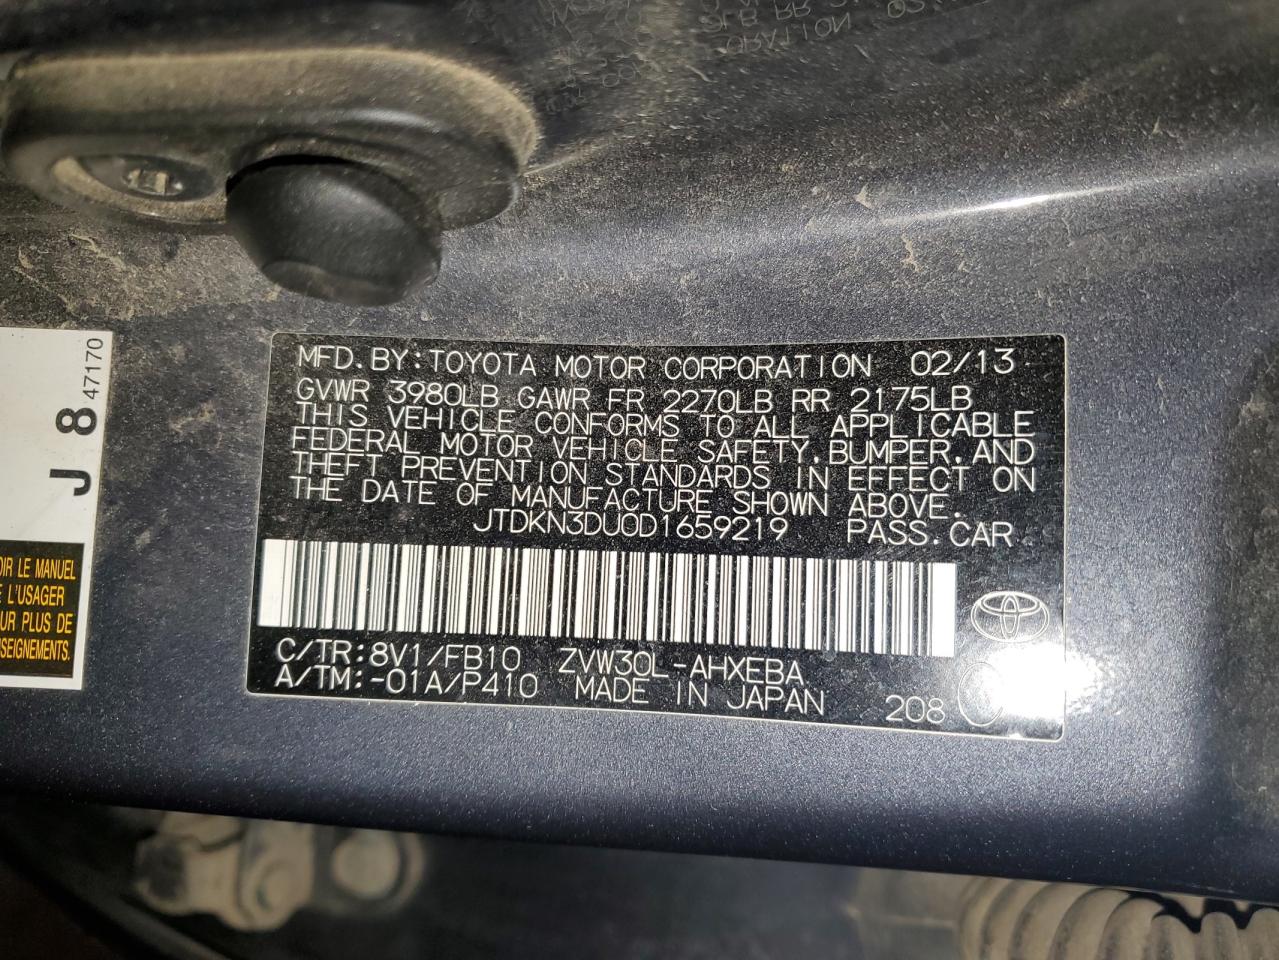 MFD.BY:TOYOTA MOTOR CORPORATION 02/13
GVWR 3980LB GAWR FR 2270LB RR 2175LB
THIS VEHICLE CONFORMS TO ALL APPLICABLE
FEDERAL MOTOR VEHICLE SAFETY,BUMPER,AND
THEFT PREVENTION STANDARDS IN EFFECT ON
THE DATE OF MANUFACTURE SHOWN ABOVE.
JTDKN3DU0D1659219 PASS.CAR
C/TR:8V1/FB10 ZVW30L-AHXEBA
A/TM:-01A/P410 MADE IN JAPAN 208
J 8 47170
OIR LE MANUEL
E L'USAGER
UR PLUS DE
SEIGNEMENTS.